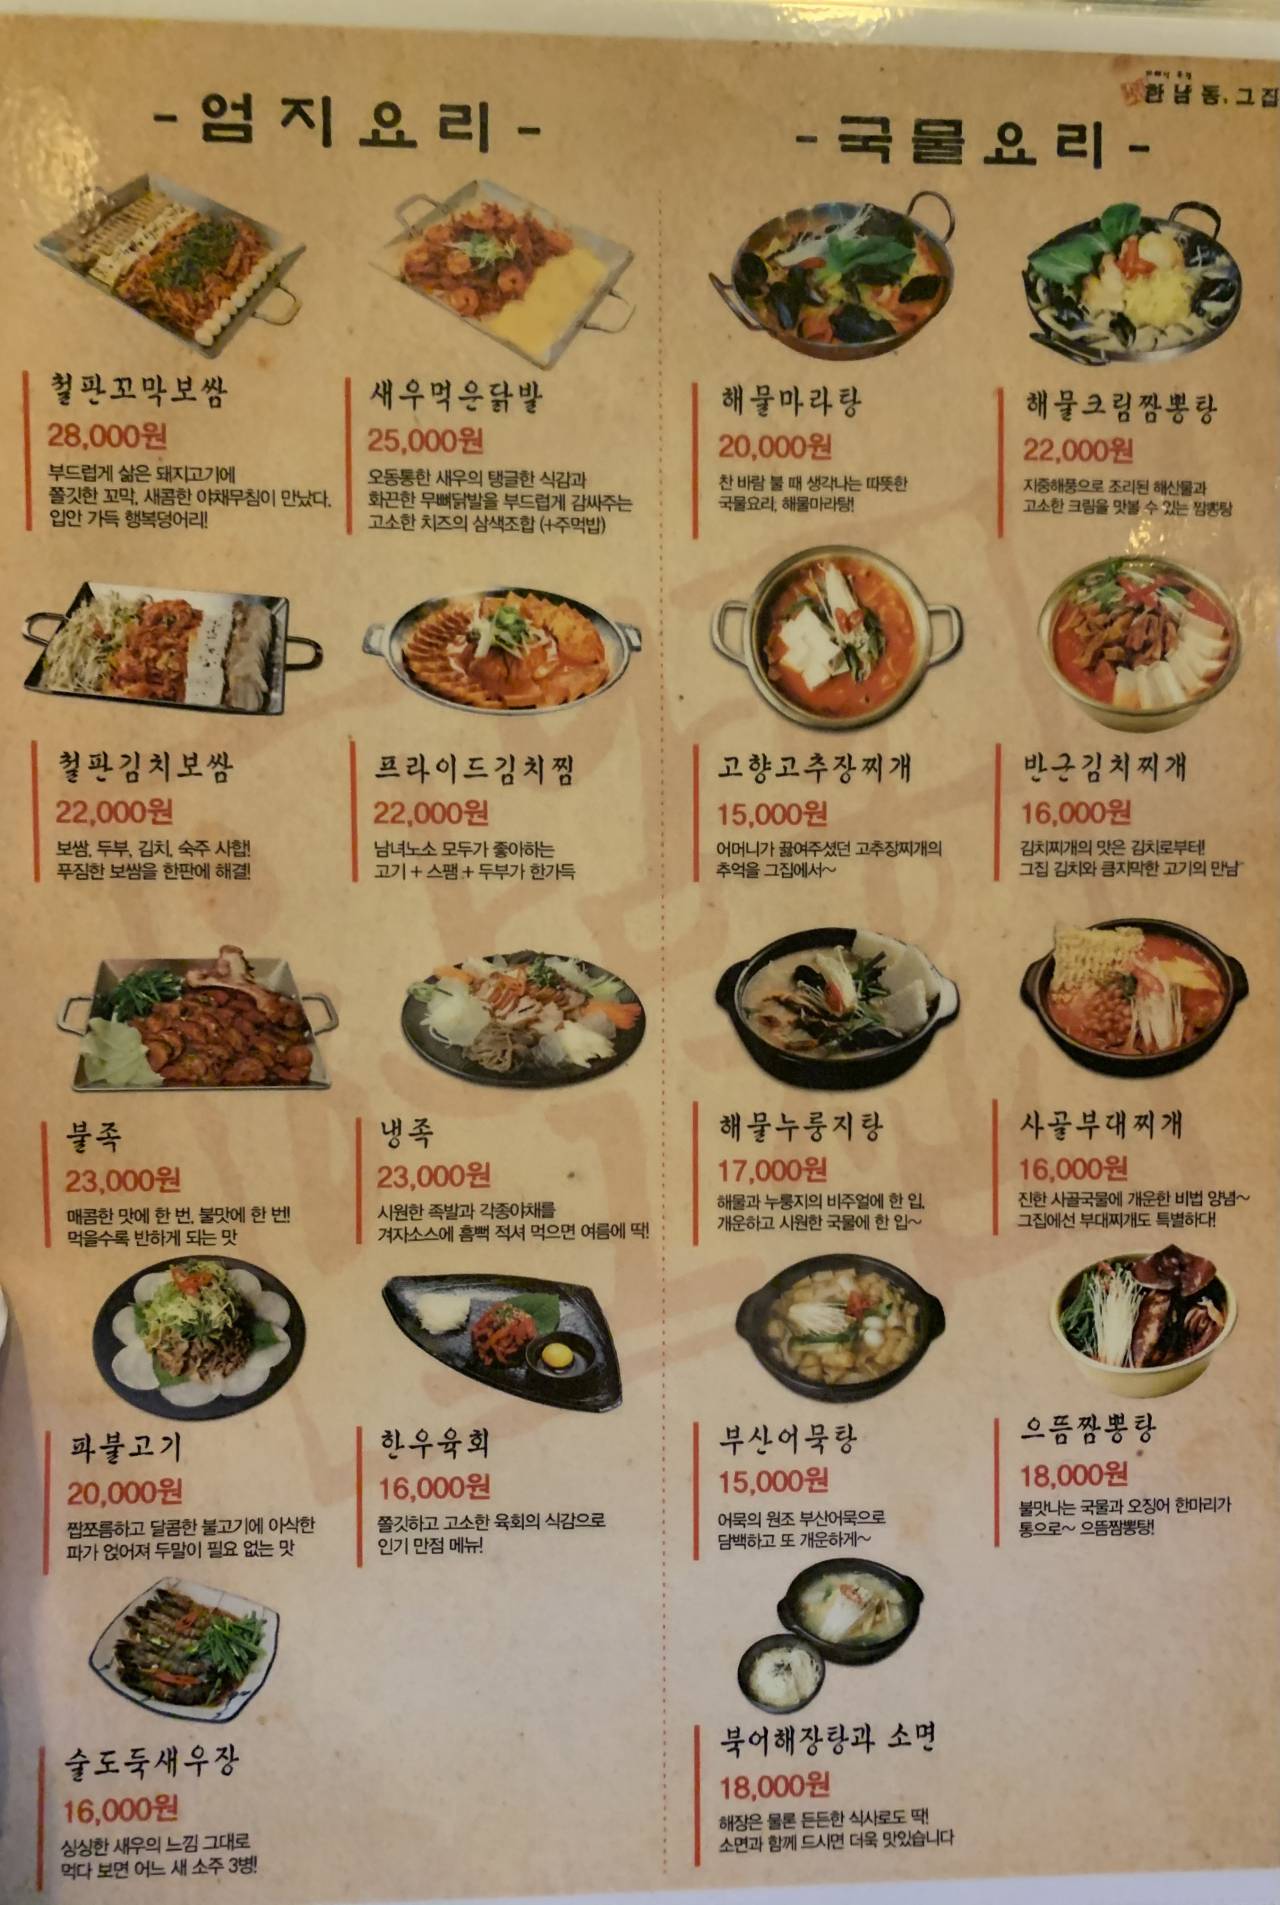 한남동, 그집
- 엄지요리 -
철판꼬막보쌈
28,000원
부드럽게 삶은 돼지고기에
쫄깃한 꼬막, 새콤한 야채무침이 만났다.
입안 가득 행복덩어리!
새우먹은닭발
25,000원
오동통한 새우의 탱글한 식감과
화끈한 무뼈닭발을 부드럽게 감싸주는
고소한 치즈의 삼색조합 (+주먹밥)
철판김치보쌈
22,000원
보쌈, 두부, 김치, 숙주 사합!
푸짐한 보쌈을 한판에 해결!
프라이드김치찜
22,000원
남녀노소 모두가 좋아하는
고기 + 스팸 + 두부가 한가득
불족
23,000원
매콤한 맛에 한 번, 불맛에 한 번!
먹을수록 반하게 되는 맛
냉족
23,000원
시원한 족발과 각종야채를
겨자소스에 흠뻑 적셔 먹으면 여름에 딱!
파불고기
20,000원
짭쪼름하고 달콤한 불고기에 아삭한
파가 얹어져 두말이 필요 없는 맛
한우육회
16,000원
쫄깃하고 고소한 육회의 식감으로
인기 만점 메뉴!
술도둑새우장
16,000원
싱싱한 새우의 느낌 그대로
먹다 보면 어느 새 소주 3병!
- 국물요리 -
해물마라탕
20,000원
찬 바람 불 때 생각나는 따뜻한
국물요리, 해물마라탕!
해물크림짬뽕탕
22,000원
지중해풍으로 조리된 해산물과
고소한 크림을 맛볼 수 있는 짬뽕탕
고향고추장찌개
15,000원
어머니가 끓여주셨던 고추장찌개의
추억을 그집에서~
반근김치찌개
16,000원
김치찌개의 맛은 김치로부터!
그집 김치와 큼지막한 고기의 만남~
해물누룽지탕
17,000원
해물과 누룽지의 비주얼에 한 입,
개운하고 시원한 국물에 한 입~
사골부대찌개
16,000원
진한 사골국물에 개운한 비법 양념~
그집에선 부대찌개도 특별하다!
부산어묵탕
15,000원
어묵의 원조 부산어묵으로
담백하고 또 개운하게~
으뜸짬뽕탕
18,000원
불맛나는 국물과 오징어 한마리가
통으로~ 으뜸짬뽕탕!
북어해장탕과 소면
18,000원
해장은 물론 든든한 식사로도 딱!
소면과 함께 드시면 더욱 맛있습니다